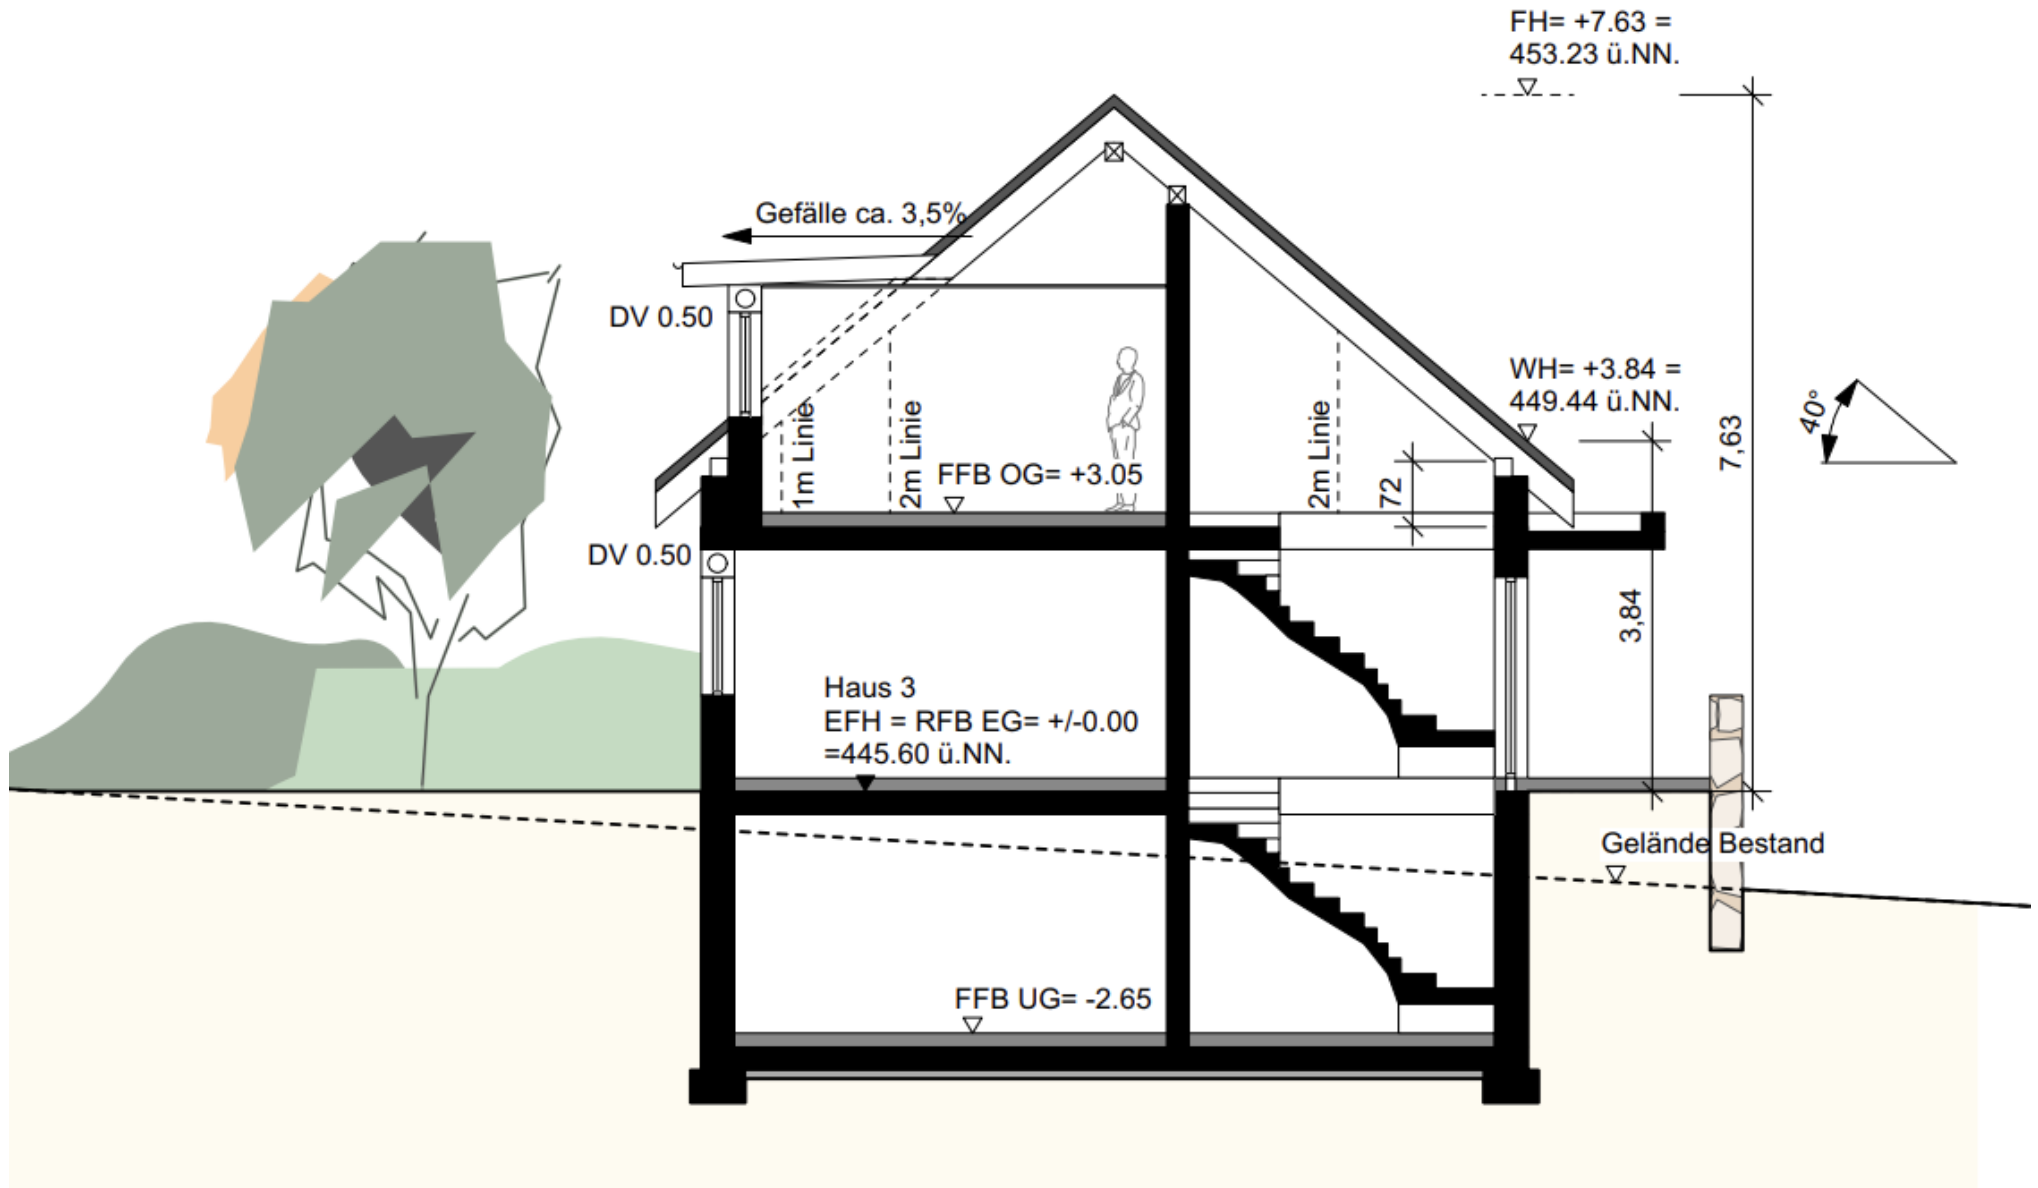 FH= +7.63 =
453.23 ü.NN.
Gefälle ca. 3,5%
DV 0.50
WH= +3.84 =
449.44 ü.NN.
40°
7,63
1m Linie
2m Linie
FFB OG= +3.05
2m Linie
72
DV 0.50
3,84
Haus 3
EFH = RFB EG= +/-0.00
=445.60 ü.NN.
Gelände Bestand
FFB UG= -2.65